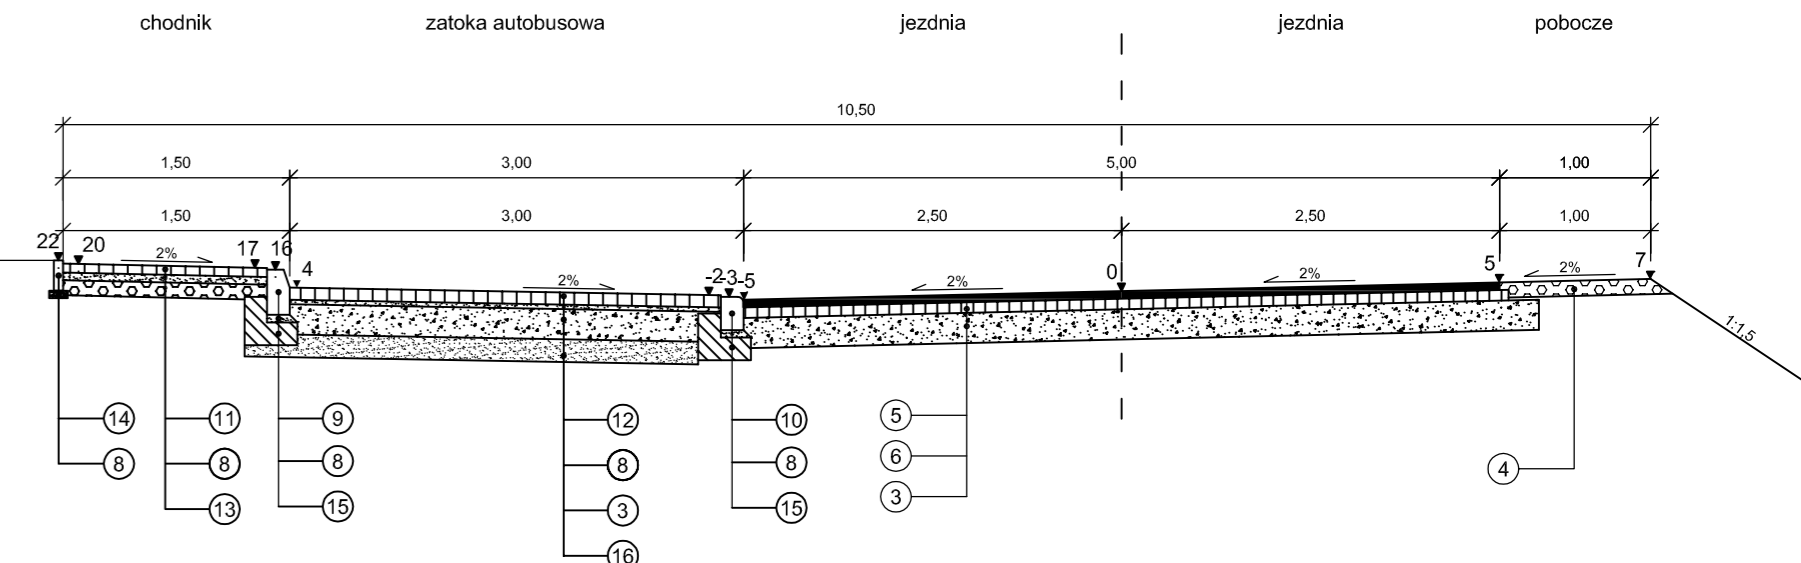 chodnik zatoka autobusowa jezdnia jezdnia pobocze
10,50
1,50 3,00 5,00 1,00
1,50 3,00 2,50 2,50 1,00
22 20 17 16 4 -2 -3 -5 0 5 7
2% 2% 2% 2% 2%
1:1,5
14 11 9 12 10 5
8 8 8 8 8 6 4
13 15 3 15 3
16